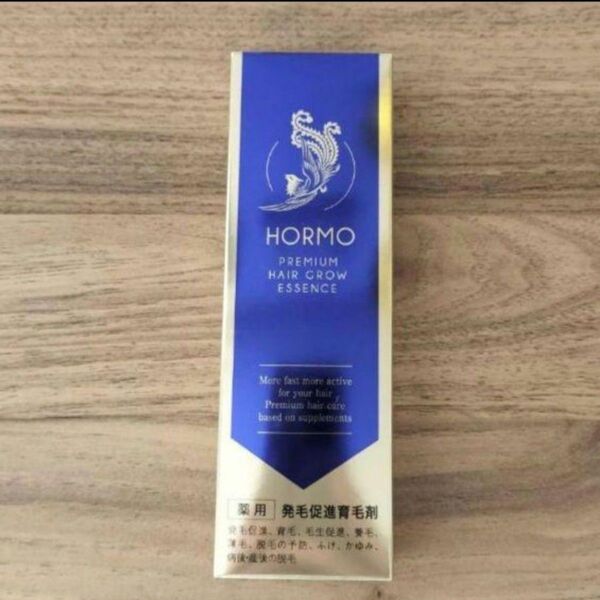 HORMO
PREMIUM
HAIR GROW
ESSENCE
More fast more active
for your hair
Premium hair care
based on supplements
薬用 発毛促進育毛剤
発毛促進、育毛、毛生促進、養毛、
薄毛、脱毛の予防、ふけ、かゆみ、
病後・産後の脱毛